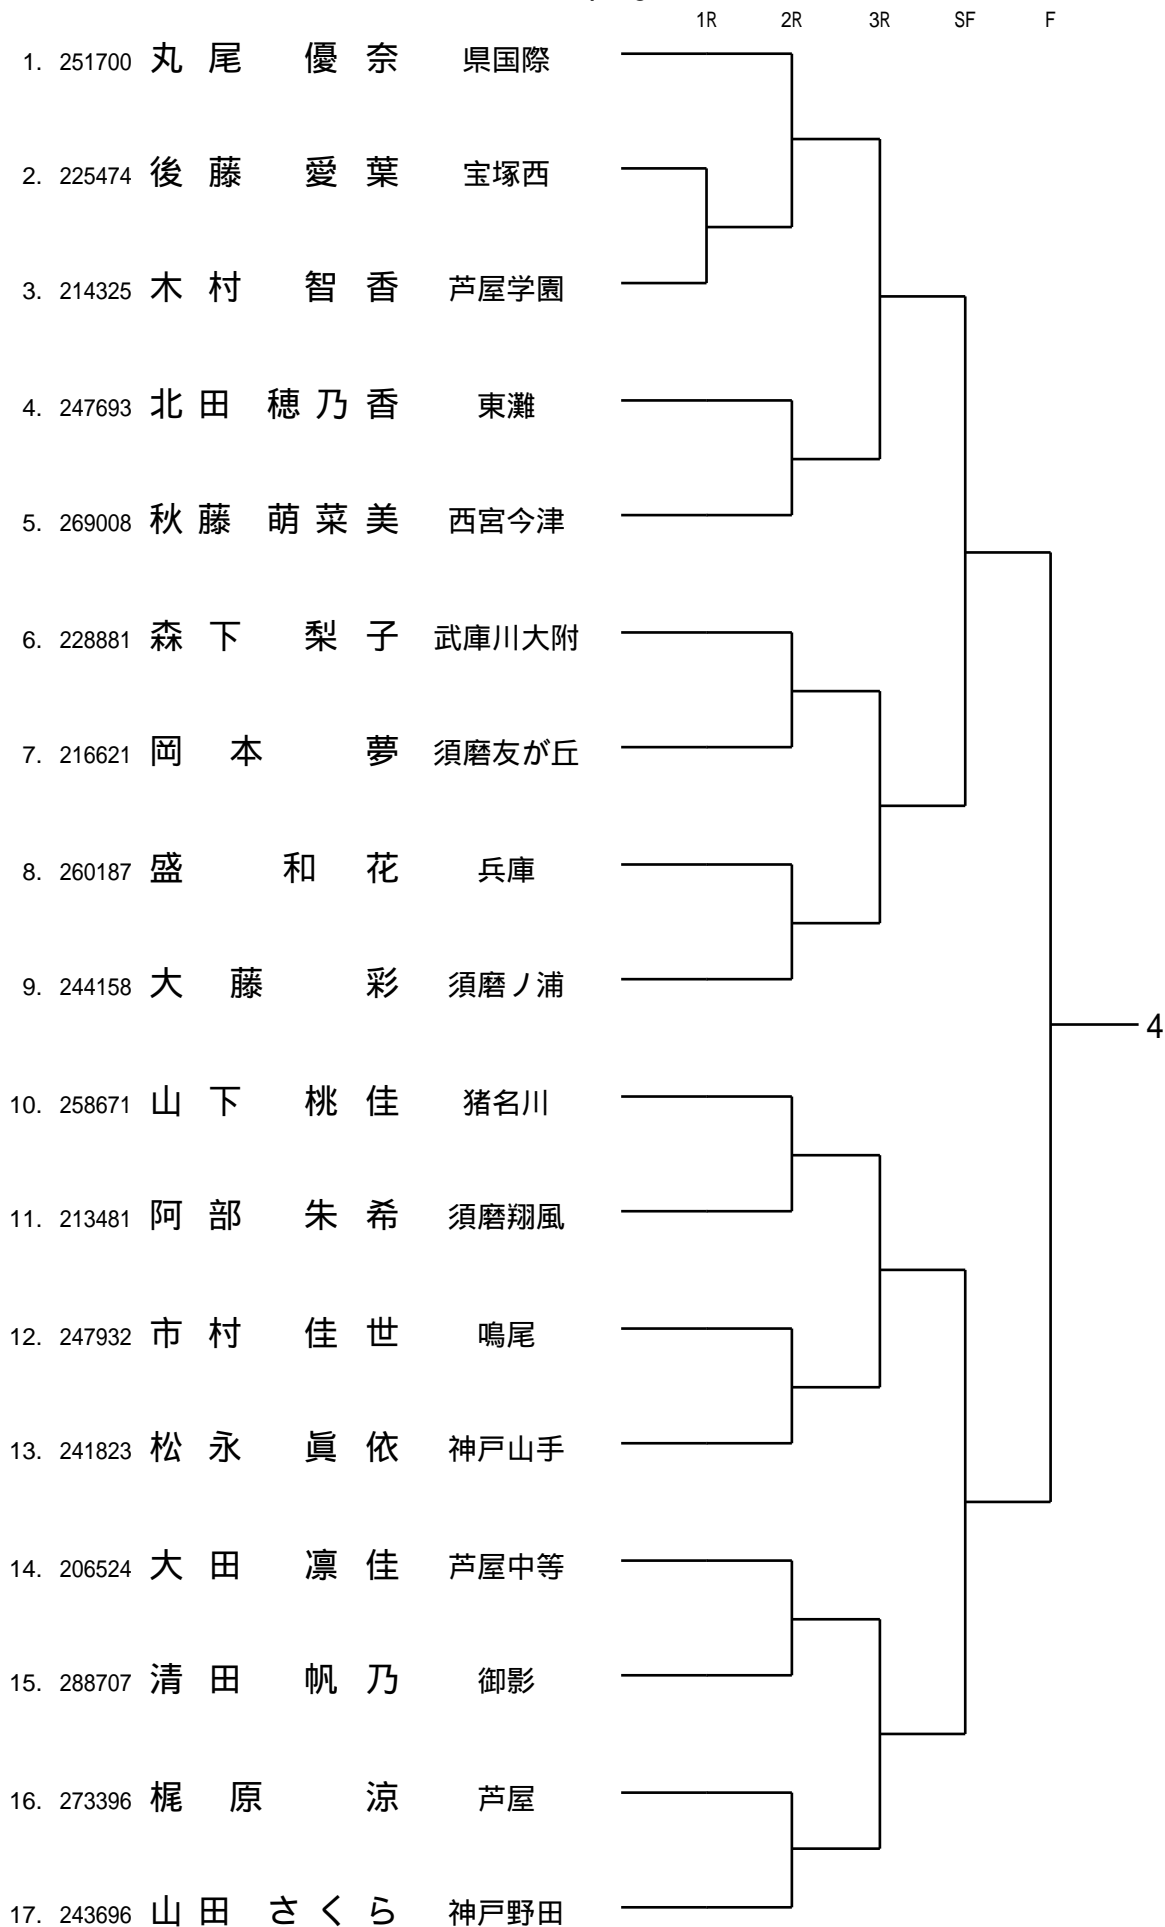 1R 2R 3R SF F
1. 251700 丸尾 優奈 県国際
2. 225474 後藤 愛葉 宝塚西
3. 214325 木村 智香 芦屋学園
4. 247693 北田 穂乃香 東灘
5. 269008 秋藤 萌菜美 西宮今津
6. 228881 森下 梨子 武庫川大附
7. 216621 岡本 夢 須磨友が丘
8. 260187 盛 和花 兵庫
9. 244158 大藤 彩 須磨ノ浦
4
10. 258671 山下 桃佳 猪名川
11. 213481 阿部 朱希 須磨翔風
12. 247932 市村 佳世 鳴尾
13. 241823 松永 眞依 神戸山手
14. 206524 大田 凛佳 芦屋中等
15. 288707 清田 帆乃 御影
16. 273396 梶原 涼 芦屋
17. 243696 山田 さくら 神戸野田